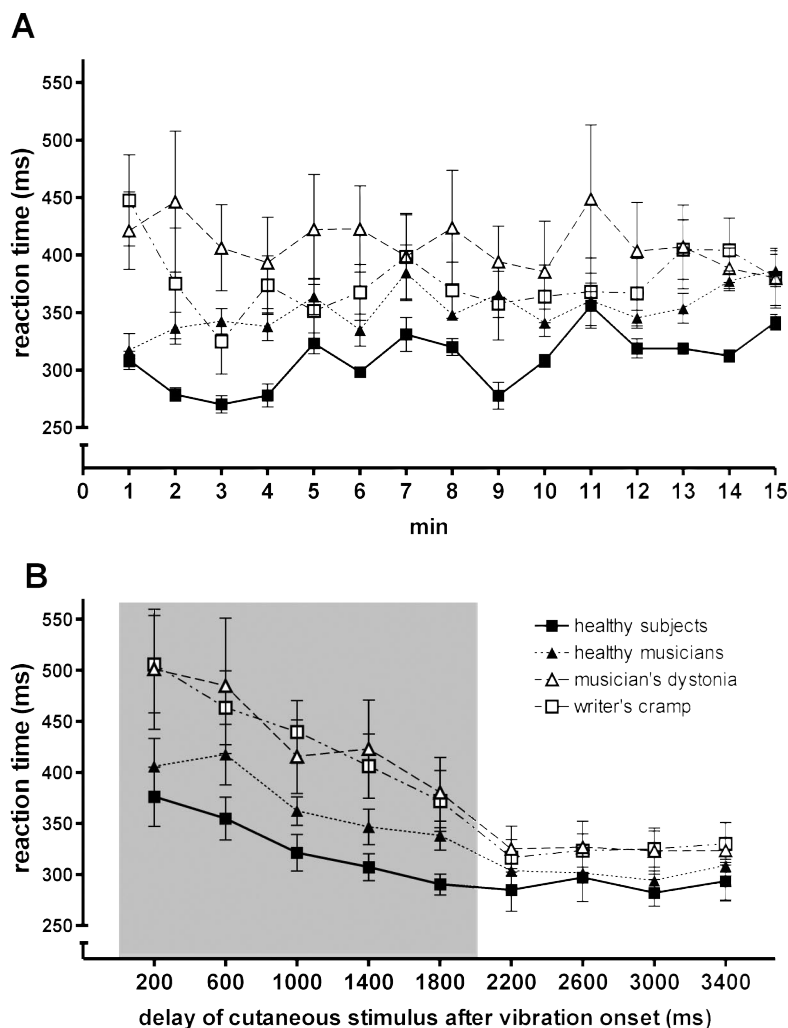 A
550
500
450
400
350
300
250
reaction time (ms)
0 1 2 3 4 5 6 7 8 9 10 11 12 13 14 15
min
B
550
500
450
400
350
300
250
reaction time (ms)
healthy subjects
healthy musicians
musician's dystonia
writer's cramp
200 600 1000 1400 1800 2200 2600 3000 3400
delay of cutaneous stimulus after vibration onset (ms)